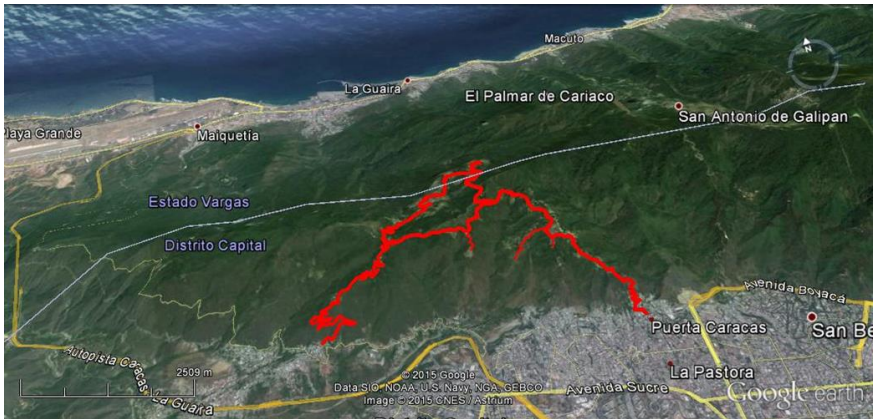 Macuto
N
La Guaira
El Palmar de Cariaco
San Antonio de Galipan
Playa Grande
Maiquetía
Estado Vargas
Distrito Capital
Avenida Boyacá
Puerta Caracas
San Be
Autopista Caracas La Guaira
2509 m
La Pastora
© 2015 Google
Data SIO, NOAA, U.S. Navy, NGA, GEBCO
Image © 2015 CNES / Astrium
Avenida Sucre
Google earth